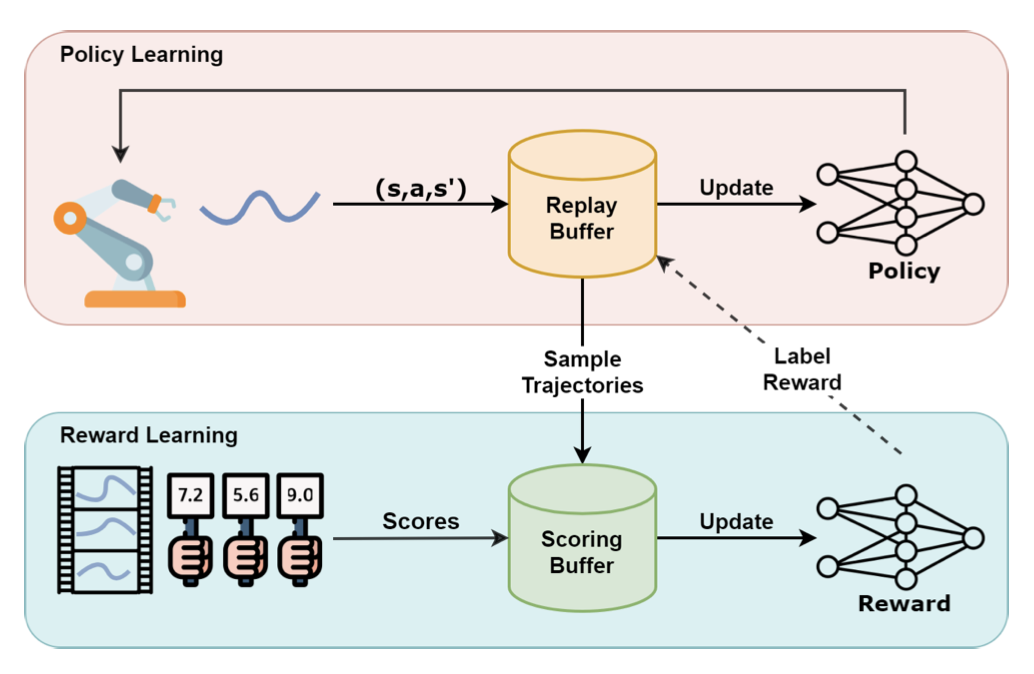 Policy Learning
(s,a,s')
Replay
Buffer
Update
Policy
Sample
Trajectories
Label
Reward
Reward Learning
7.2
5.6
9.0
Scores
Scoring
Buffer
Update
Reward